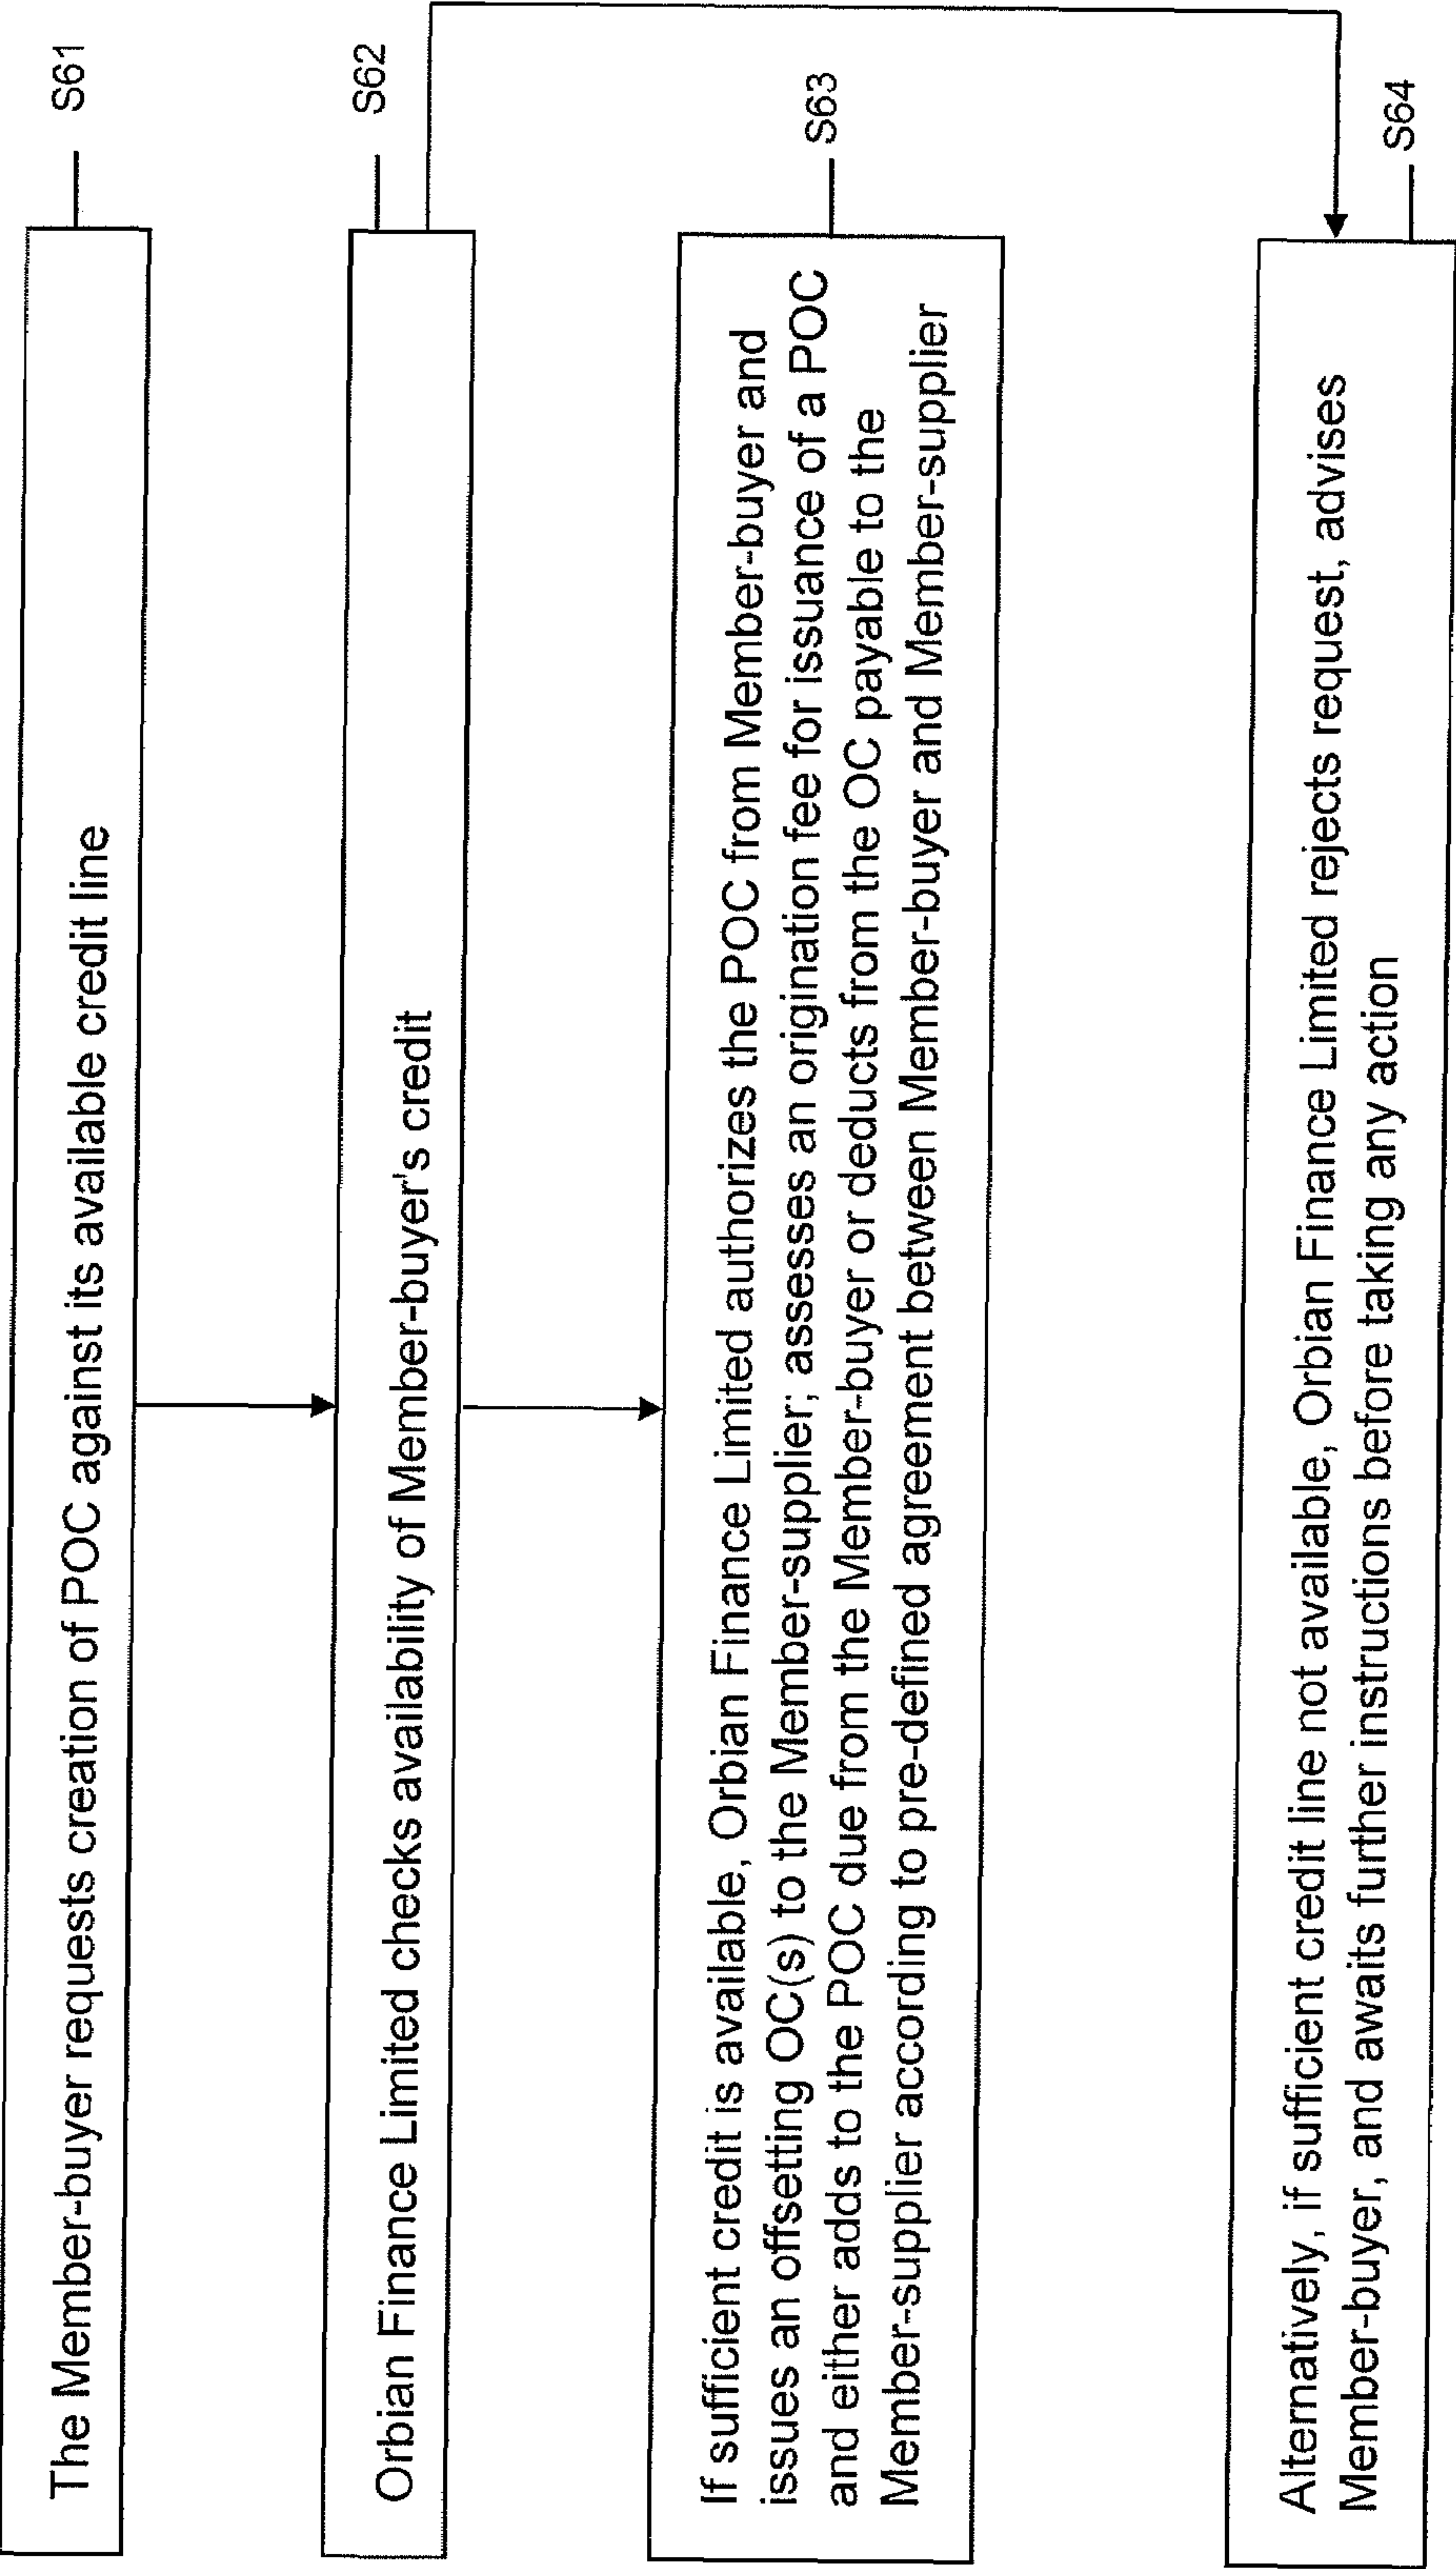 The Member-buyer requests creation of POC against its available credit line
S61
Orbian Finance Limited checks availability of Member-buyer's credit
S62
If sufficient credit is available, Orbian Finance Limited authorizes the POC from Member-buyer and
issues an offsetting OC(s) to the Member-supplier; assesses an origination fee for issuance of a POC
and either adds to the POC due from the Member-buyer or deducts from the OC payable to the
Member-supplier according to pre-defined agreement between Member-buyer and Member-supplier
S63
Alternatively, if sufficient credit line not available, Orbian Finance Limited rejects request, advises
Member-buyer, and awaits further instructions before taking any action
S64